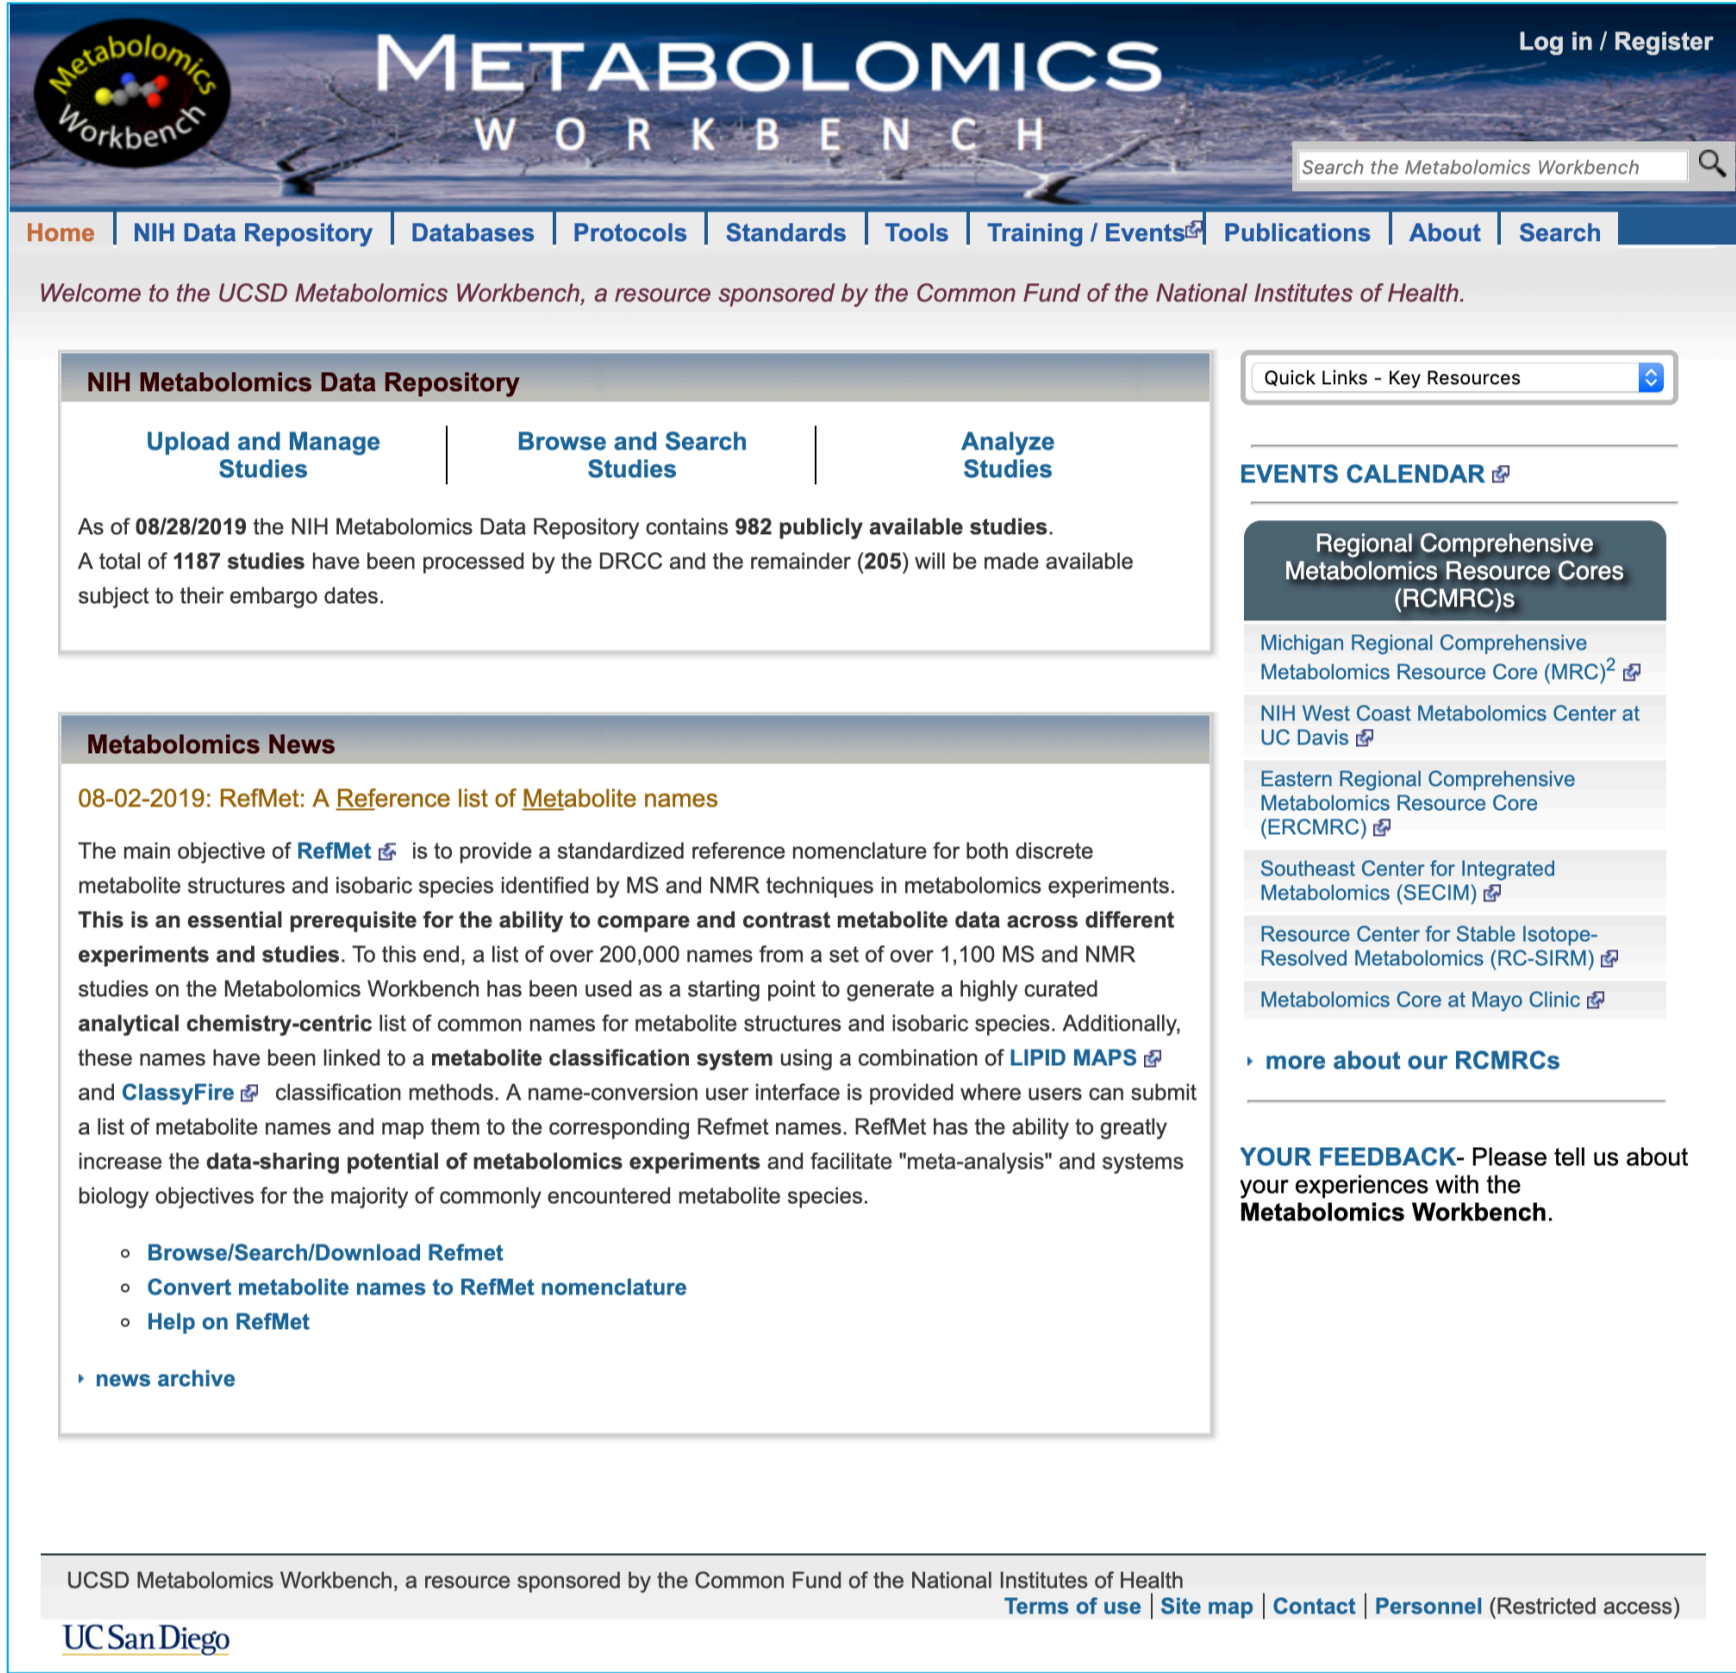 Metabolomics
Workbench
METABOLOMICS
WORKBENCH
Log in / Register
Search the Metabolomics Workbench
Home NIH Data Repository Databases Protocols Standards Tools Training / Events Publications About Search
Welcome to the UCSD Metabolomics Workbench, a resource sponsored by the Common Fund of the National Institutes of Health.
NIH Metabolomics Data Repository
Upload and Manage
Studies
Browse and Search
Studies
Analyze
Studies
As of 08/28/2019 the NIH Metabolomics Data Repository contains 982 publicly available studies.
A total of 1187 studies have been processed by the DRCC and the remainder (205) will be made available
subject to their embargo dates.
Metabolomics News
08-02-2019: RefMet: A Reference list of Metabolite names
The main objective of RefMet is to provide a standardized reference nomenclature for both discrete
metabolite structures and isobaric species identified by MS and NMR techniques in metabolomics experiments.
This is an essential prerequisite for the ability to compare and contrast metabolite data across different
experiments and studies. To this end, a list of over 200,000 names from a set of over 1,100 MS and NMR
studies on the Metabolomics Workbench has been used as a starting point to generate a highly curated
analytical chemistry-centric list of common names for metabolite structures and isobaric species. Additionally,
these names have been linked to a metabolite classification system using a combination of LIPID MAPS
and ClassyFire classification methods. A name-conversion user interface is provided where users can submit
a list of metabolite names and map them to the corresponding Refmet names. RefMet has the ability to greatly
increase the data-sharing potential of metabolomics experiments and facilitate "meta-analysis" and systems
biology objectives for the majority of commonly encountered metabolite species.
Browse/Search/Download Refmet
Convert metabolite names to RefMet nomenclature
Help on RefMet
news archive
Quick Links - Key Resources
EVENTS CALENDAR
Regional Comprehensive
Metabolomics Resource Cores
(RCMRC)s
Michigan Regional Comprehensive
Metabolomics Resource Core (MRC)²
NIH West Coast Metabolomics Center at
UC Davis
Eastern Regional Comprehensive
Metabolomics Resource Core
(ERCMRC)
Southeast Center for Integrated
Metabolomics (SECIM)
Resource Center for Stable Isotope-
Resolved Metabolomics (RC-SIRM)
Metabolomics Core at Mayo Clinic
more about our RCMRCs
YOUR FEEDBACK- Please tell us about
your experiences with the
Metabolomics Workbench.
UCSD Metabolomics Workbench, a resource sponsored by the Common Fund of the National Institutes of Health
Terms of use | Site map | Contact | Personnel (Restricted access)
UC San Diego